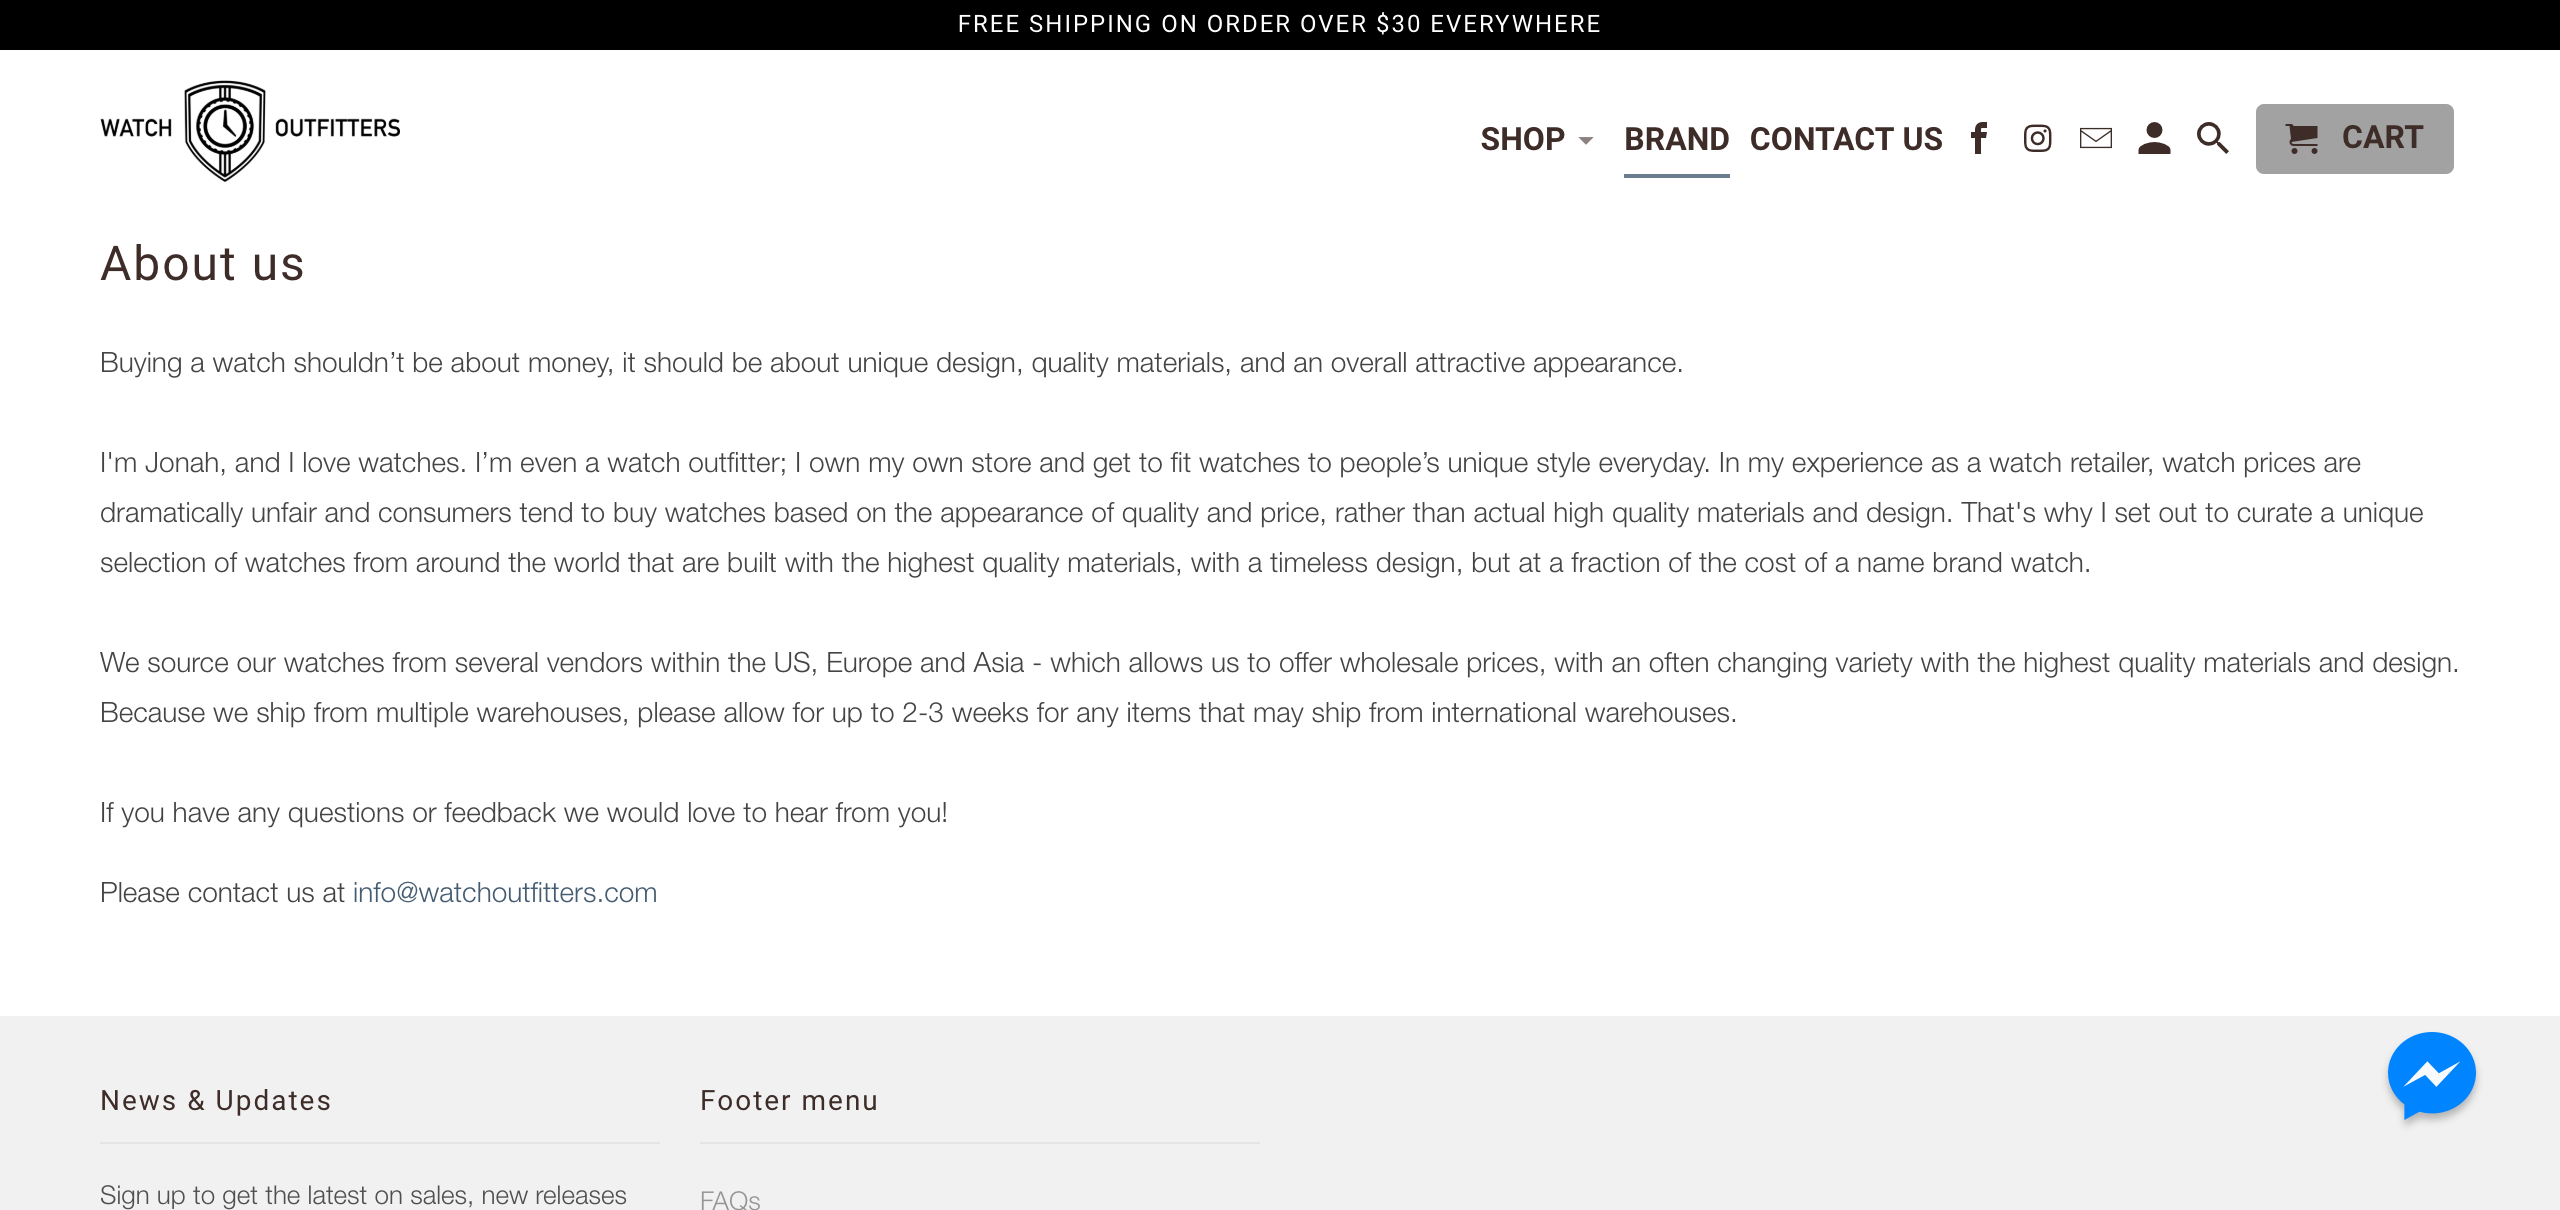 FREE SHIPPING ON ORDER OVER $30 EVERYWHERE
WATCH OUTFITTERS
SHOP BRAND CONTACT US CART
About us
Buying a watch shouldn’t be about money, it should be about unique design, quality materials, and an overall attractive appearance.
I'm Jonah, and I love watches. I’m even a watch outfitter; I own my own store and get to fit watches to people’s unique style everyday. In my experience as a watch retailer, watch prices are
dramatically unfair and consumers tend to buy watches based on the appearance of quality and price, rather than actual high quality materials and design. That's why I set out to curate a unique
selection of watches from around the world that are built with the highest quality materials, with a timeless design, but at a fraction of the cost of a name brand watch.
We source our watches from several vendors within the US, Europe and Asia - which allows us to offer wholesale prices, with an often changing variety with the highest quality materials and design.
Because we ship from multiple warehouses, please allow for up to 2-3 weeks for any items that may ship from international warehouses.
If you have any questions or feedback we would love to hear from you!
Please contact us at info@watchoutfitters.com
News & Updates
Sign up to get the latest on sales, new releases
Footer menu
FAQs